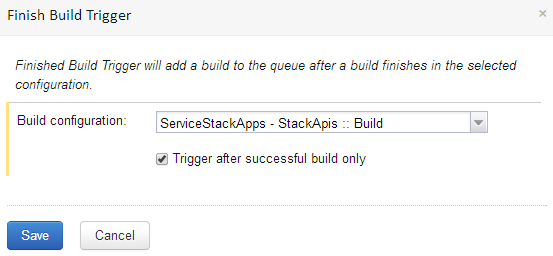 Finish Build Trigger
×
Finished Build Trigger will add a build to the queue after a build finishes in the selected
configuration.
Build configuration:
ServiceStackApps - StackApis :: Build
Trigger after successful build only
Save
Cancel